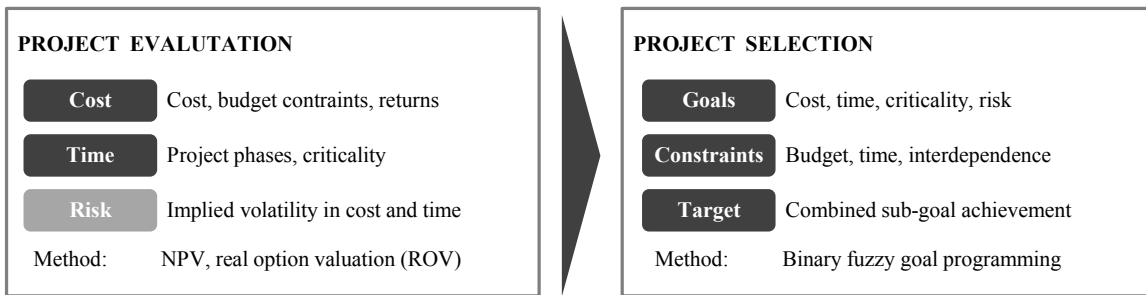 PROJECT EVALUTATION
Cost Cost, budget contraints, returns
Time Project phases, criticality
Risk Implied volatility in cost and time
Method: NPV, real option valuation (ROV)
PROJECT SELECTION
Goals Cost, time, criticality, risk
Constraints Budget, time, interdependence
Target Combined sub-goal achievement
Method: Binary fuzzy goal programming